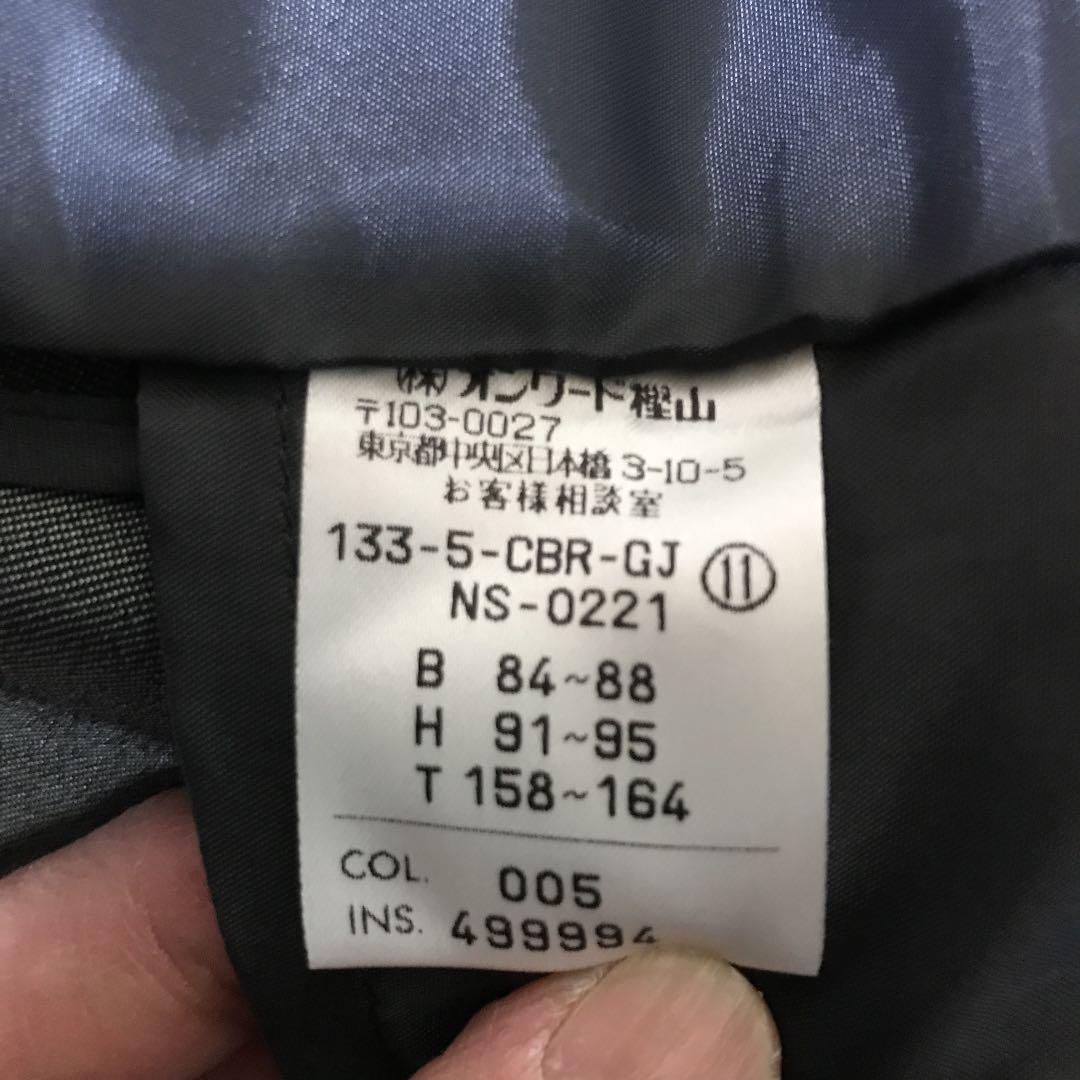 (株)オンワード樫山
〒103-0027
東京都中央区日本橋 3-10-5
お客様相談室
133-5-CBR-GJ ⑪
NS-0221
B 84~88
H 91~95
T 158~164
COL. 005
INS. 499994